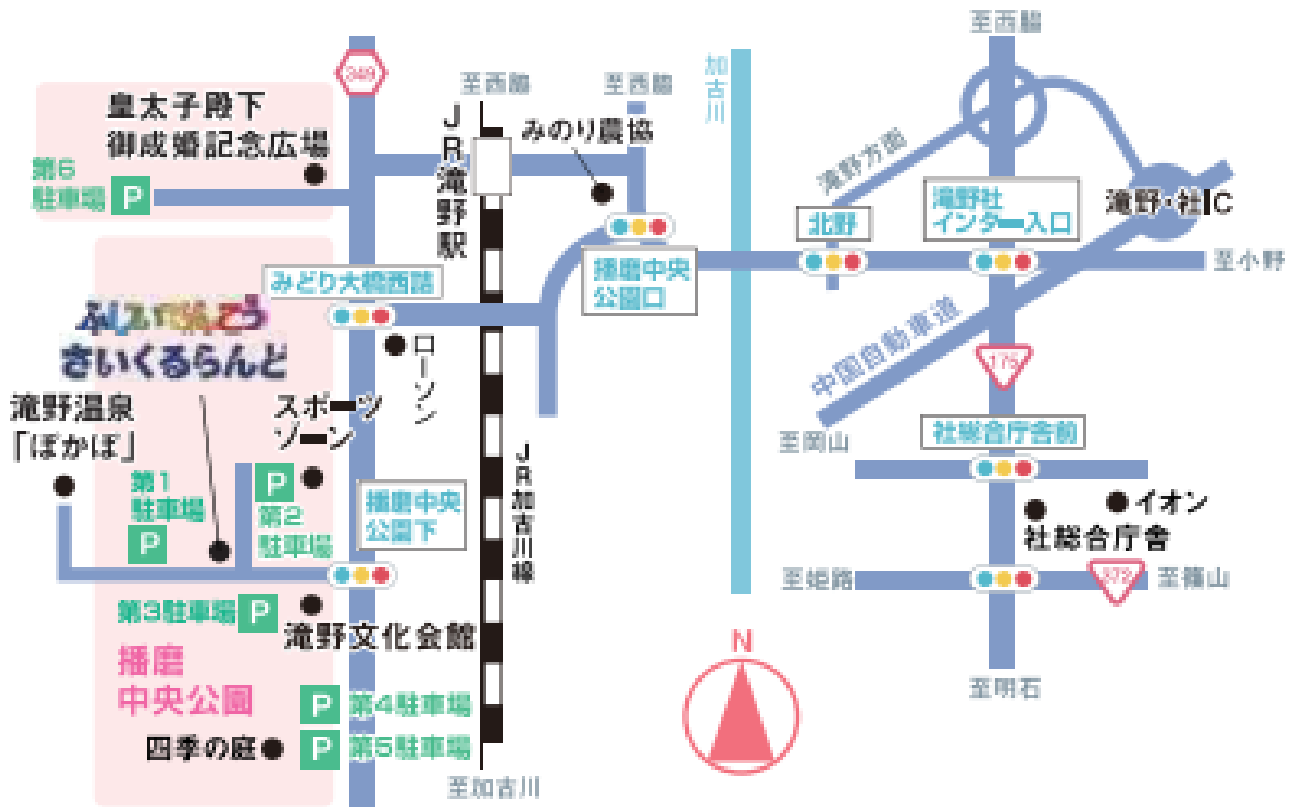 至西脇
349
皇太子殿下
御成婚記念広場
第6
駐車場
P
至西脇
至西脇
JR滝野駅
みのり農協
加古川
滝野方面
北野
滝野社
インター入口
滝野・社IC
至小野
播磨中央
公園口
みどり大橋西詰
ローソン
さいくるらんど
滝野温泉
「ぽかぽ」
スポーツ
ゾーン
中国自動車道
175
至岡山
社総合庁舎前
イオン
社総合庁舎
第1
駐車場
P
P
第2
駐車場
播磨中央
公園下
JR加古川線
至姫路
372
至篠山
第3駐車場
P
滝野文化会館
播磨
中央公園
P
第4駐車場
四季の庭
P
第5駐車場
至加古川
N
至明石